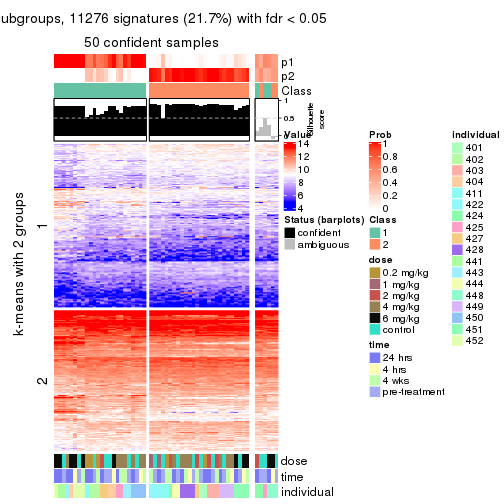 ubgroups, 11276 signatures (21.7%) with fdr < 0.05
50 confident samples
p1
p2
Class
1
0.5
0
Silhouette
score
k-means with 2 groups
1
2
dose
time
individual
Value
14
12
10
8
6
4
Status (barplots)
confident
ambiguous
Prob
1
0.8
0.6
0.4
0.2
0
Class
1
2
dose
0.2 mg/kg
1 mg/kg
2 mg/kg
4 mg/kg
6 mg/kg
control
time
24 hrs
4 hrs
4 wks
pre-treatment
individual
401
402
403
404
411
422
424
425
427
428
441
443
444
448
449
450
451
452